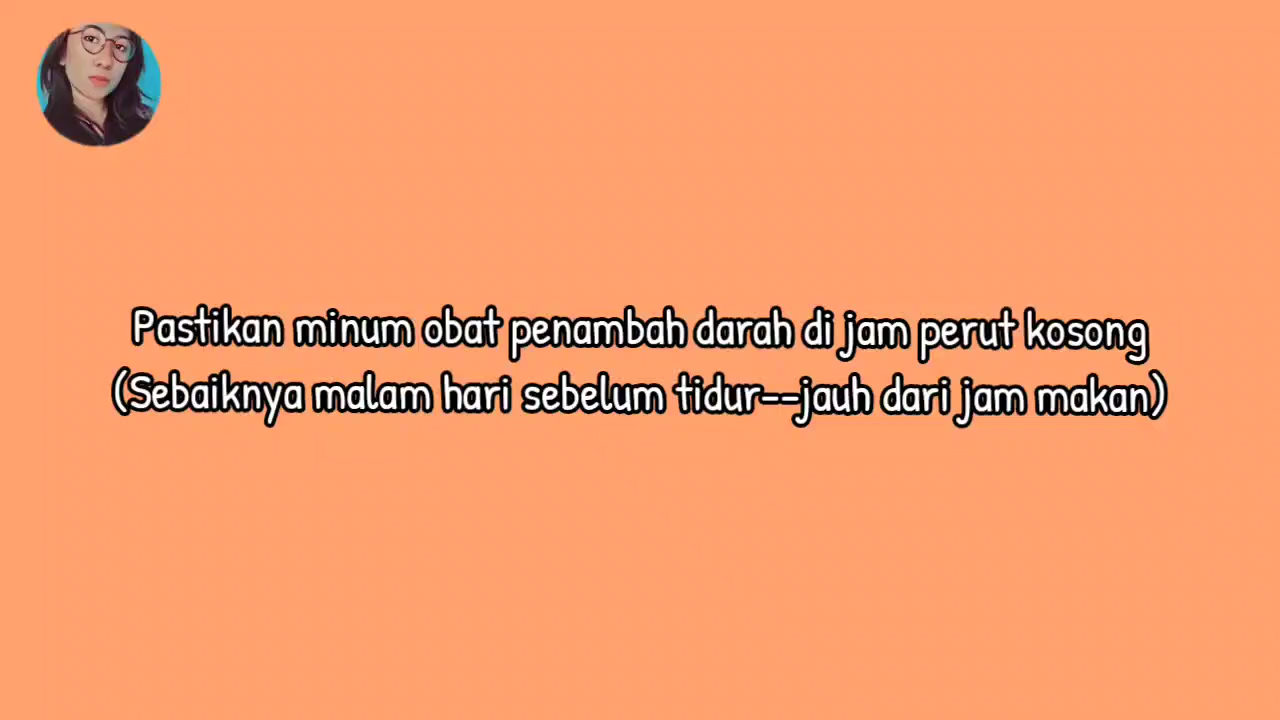 Pastikan minum obat penambah darah di jam perut kosong
(Sebaiknya malam hari sebelum tidur--jauh dari jam makan)